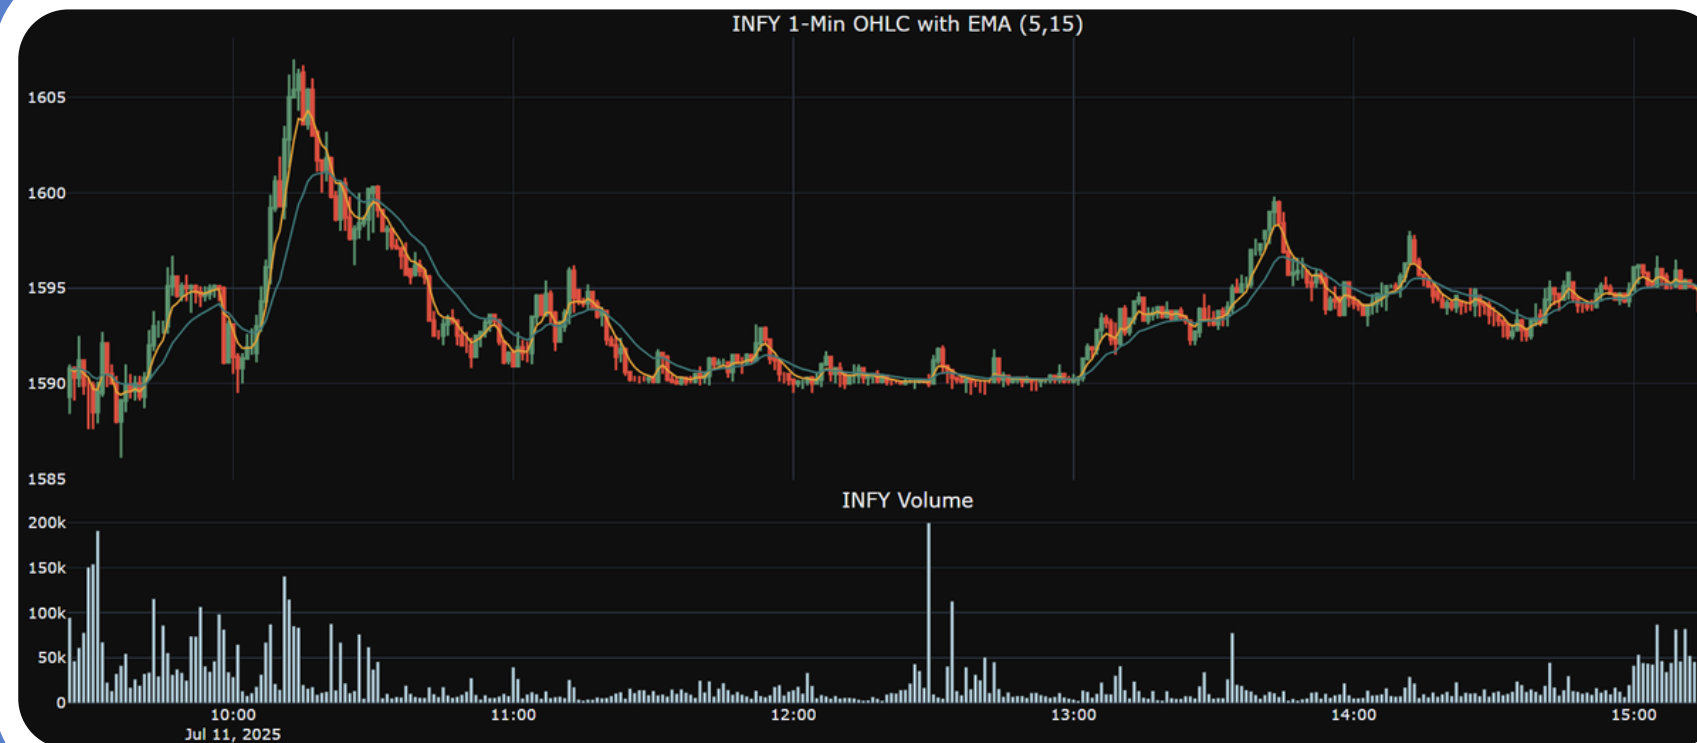 INFY 1-Min OHLC with EMA (5,15)
1605
1600
1595
1590
1585
INFY Volume
200k
150k
100k
50k
0
10:00 11:00 12:00 13:00 14:00 15:00
Jul 11, 2025